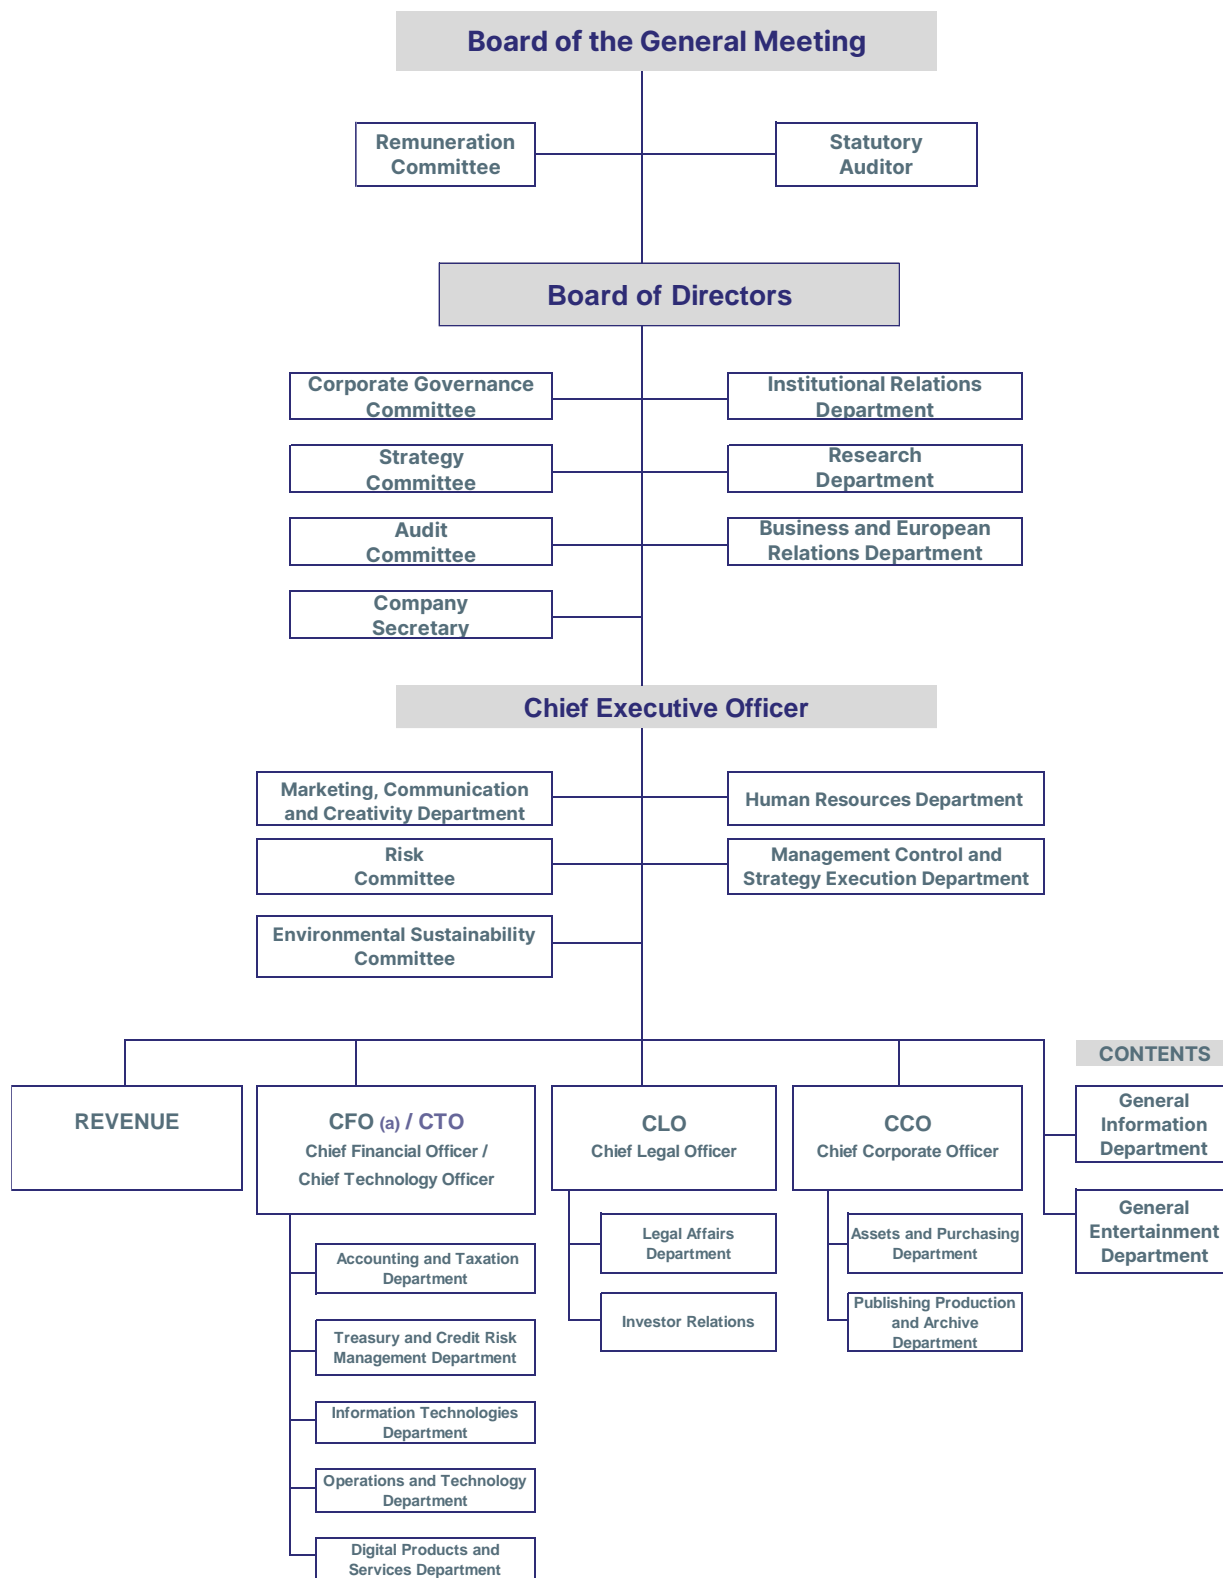 Board of the General Meeting
Remuneration
Committee
Statutory
Auditor
Board of Directors
Corporate Governance
Committee
Institutional Relations
Department
Strategy
Committee
Research
Department
Audit
Committee
Business and European
Relations Department
Company
Secretary
Chief Executive Officer
Marketing, Communication
and Creativity Department
Human Resources Department
Risk
Committee
Management Control and
Strategy Execution Department
Environmental Sustainability
Committee
REVENUE
CFO (a) / CTO
Chief Financial Officer /
Chief Technology Officer
Accounting and Taxation
Department
Treasury and Credit Risk
Management Department
Information Technologies
Department
Operations and Technology
Department
Digital Products and
Services Department
CLO
Chief Legal Officer
Legal Affairs
Department
Investor Relations
CCO
Chief Corporate Officer
Assets and Purchasing
Department
Publishing Production
and Archive
Department
CONTENTS
General
Information
Department
General
Entertainment
Department